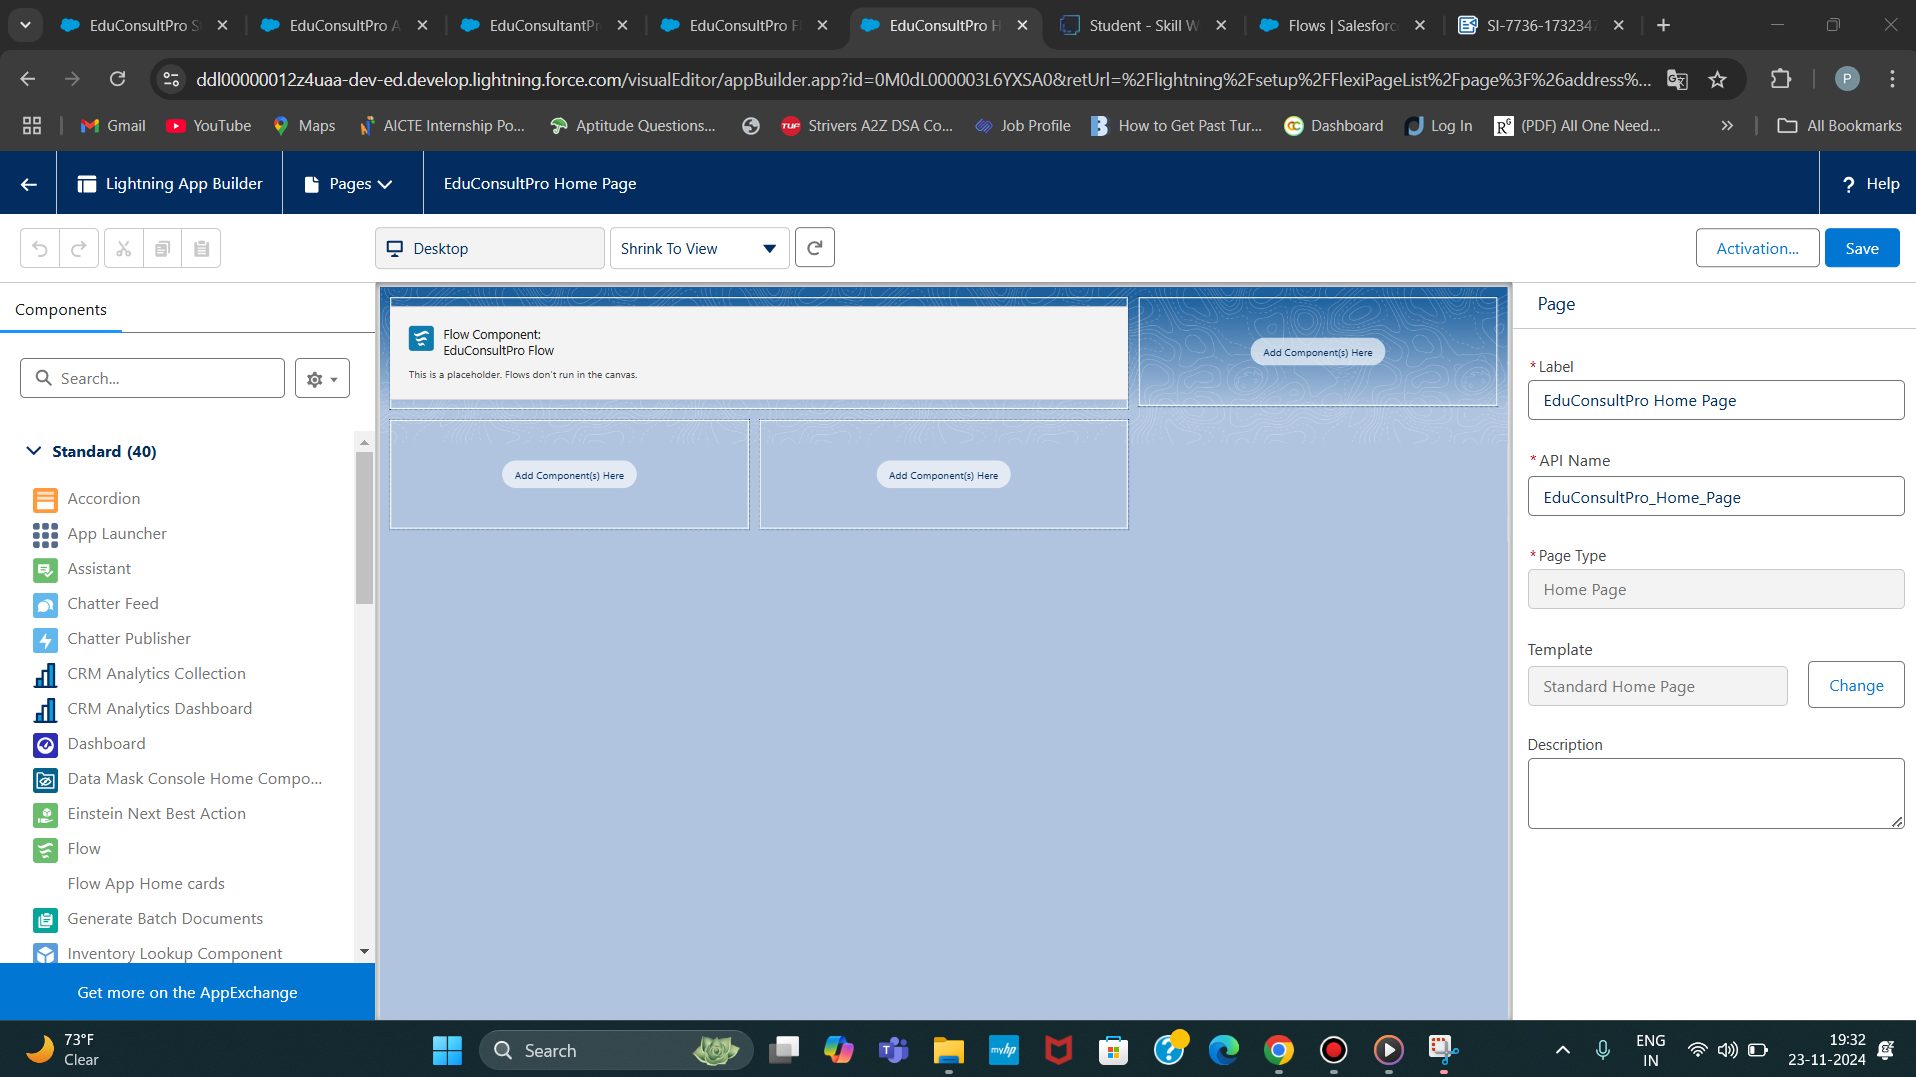 EduConsultPro S
EduConsultPro A
EduConsultantPr
EduConsultPro F
EduConsultPro H
Student - Skill W
Flows | Salesforc
SI-7736-1732347
ddl00000012z4uaa-dev-ed.develop.lightning.force.com/visualEditor/appBuilder.app?id=0M0dL000003L6YXSA0&retUrl=%2Flightning%2Fsetup%2FFlexiPageList%2Fpage%3F%26address%...
P
Gmail
YouTube
Maps
AICTE Internship Po...
Aptitude Questions...
TUF
Strivers A2Z DSA Co...
Job Profile
How to Get Past Tur...
Dashboard
Log In
(PDF) All One Need...
All Bookmarks
Lightning App Builder
Pages
EduConsultPro Home Page
? Help
Desktop
Shrink To View
Activation...
Save
Components
Search...
Standard (40)
Accordion
App Launcher
Assistant
Chatter Feed
Chatter Publisher
CRM Analytics Collection
CRM Analytics Dashboard
Dashboard
Data Mask Console Home Compo...
Einstein Next Best Action
Flow
Flow App Home cards
Generate Batch Documents
Inventory Lookup Component
Get more on the AppExchange
Flow Component:
EduConsultPro Flow
This is a placeholder. Flows don't run in the canvas.
Add Component(s) Here
Add Component(s) Here
Add Component(s) Here
Page
*Label
EduConsultPro Home Page
*API Name
EduConsultPro_Home_Page
*Page Type
Home Page
Template
Standard Home Page
Change
Description
73°F
Clear
Search
myhp
ENG
IN
19:32
23-11-2024